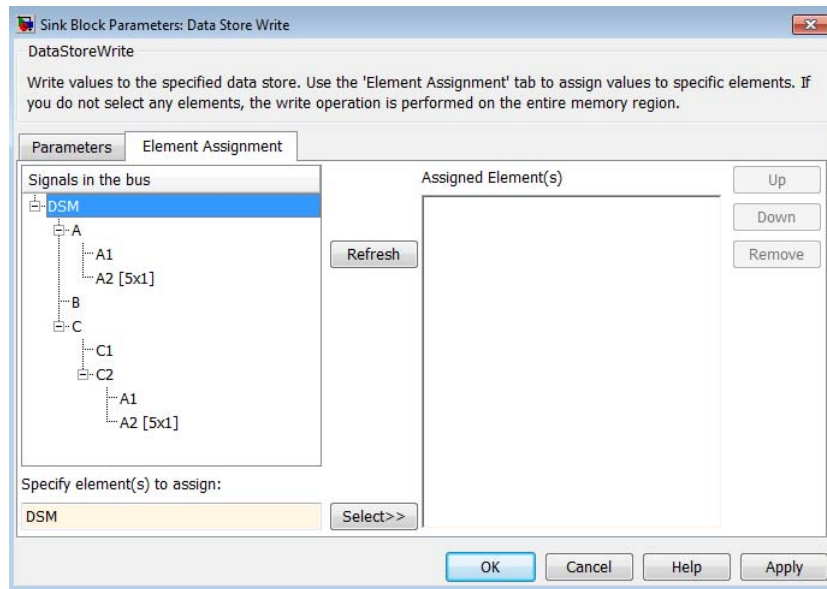 Sink Block Parameters: Data Store Write
DataStoreWrite
Write values to the specified data store. Use the 'Element Assignment' tab to assign values to specific elements. If
you do not select any elements, the write operation is performed on the entire memory region.
Parameters
Element Assignment
Signals in the bus
DSM
A
A1
A2 [5x1]
B
C
C1
C2
A1
A2 [5x1]
Specify element(s) to assign:
DSM
Refresh
Select>>
Assigned Element(s)
Up
Down
Remove
OK
Cancel
Help
Apply